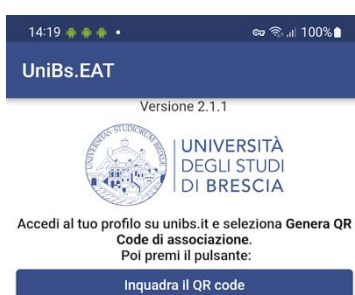 14:19
100%
UniBs.EAT
Versione 2.1.1
UNIVERSITÀ
DEGLI STUDI
DI BRESCIA
Accedi al tuo profilo su unibs.it e seleziona Genera QR
Code di associazione.
Poi premi il pulsante:
Inquadra il QR code